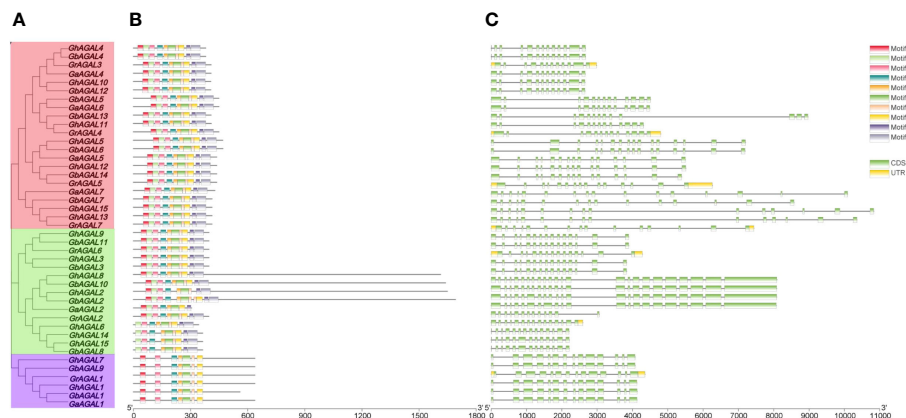 A B C
GhAGAL4
GbAGAL4
GrAGAL3
GaAGAL4
GhAGAL10
GbAGAL12
GbAGAL5
GaAGAL6
GbAGAL13
GhAGAL11
GrAGAL4
GhAGAL5
GbAGAL5
GaAGAL5
GhAGAL12
GbAGAL14
GrAGAL5
GaAGAL7
GbAGAL7
GbAGAL15
GhAGAL13
GrAGAL7
GhAGAL9
GbAGAL11
GrAGAL6
GhAGAL3
GbAGAL3
GhAGAL8
GbAGAL10
GhAGAL2
GbAGAL2
GaAGAL2
GrAGAL2
GhAGAL6
GhAGAL14
GhAGAL15
GbAGAL8
GhAGAL7
GbAGAL9
GrAGAL1
GhAGAL1
GbAGAL1
GaAGAL1
Motif
Motif
Motif
Motif
Motif
Motif
Motif
Motif
Motif
Motif
CDS
UTR
5' 3'
0 300 600 900 1200 1500 1800
5' 3'
0 1000 2000 3000 4000 5000 6000 7000 8000 9000 10000 11000